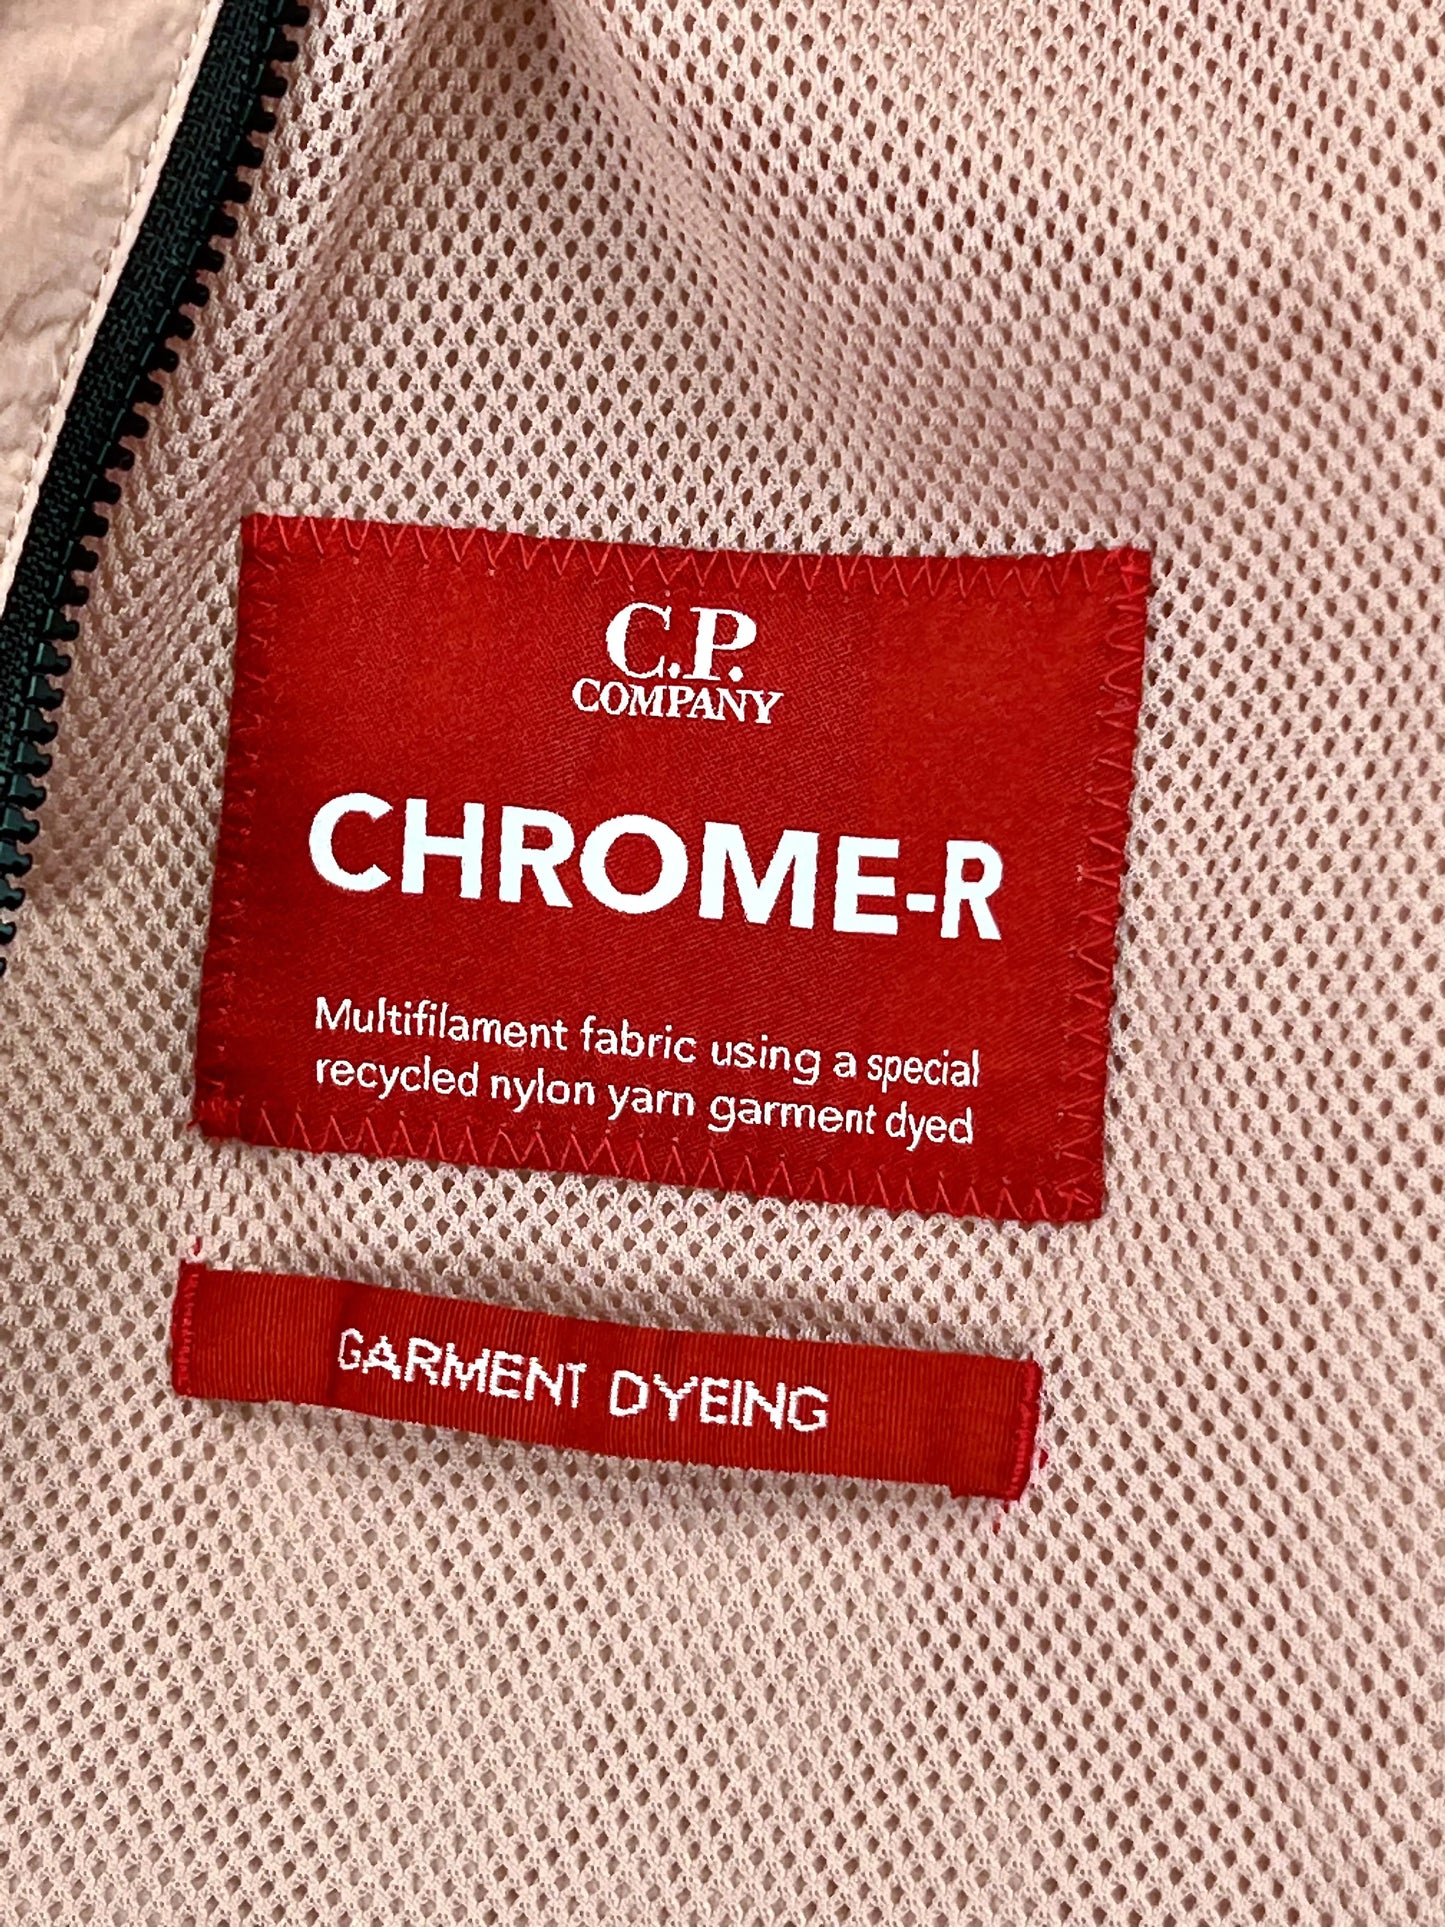 C.P.
COMPANY
CHROME-R
Multifilament fabric using a special
recycled nylon yarn garment dyed
GARMENT DYEING